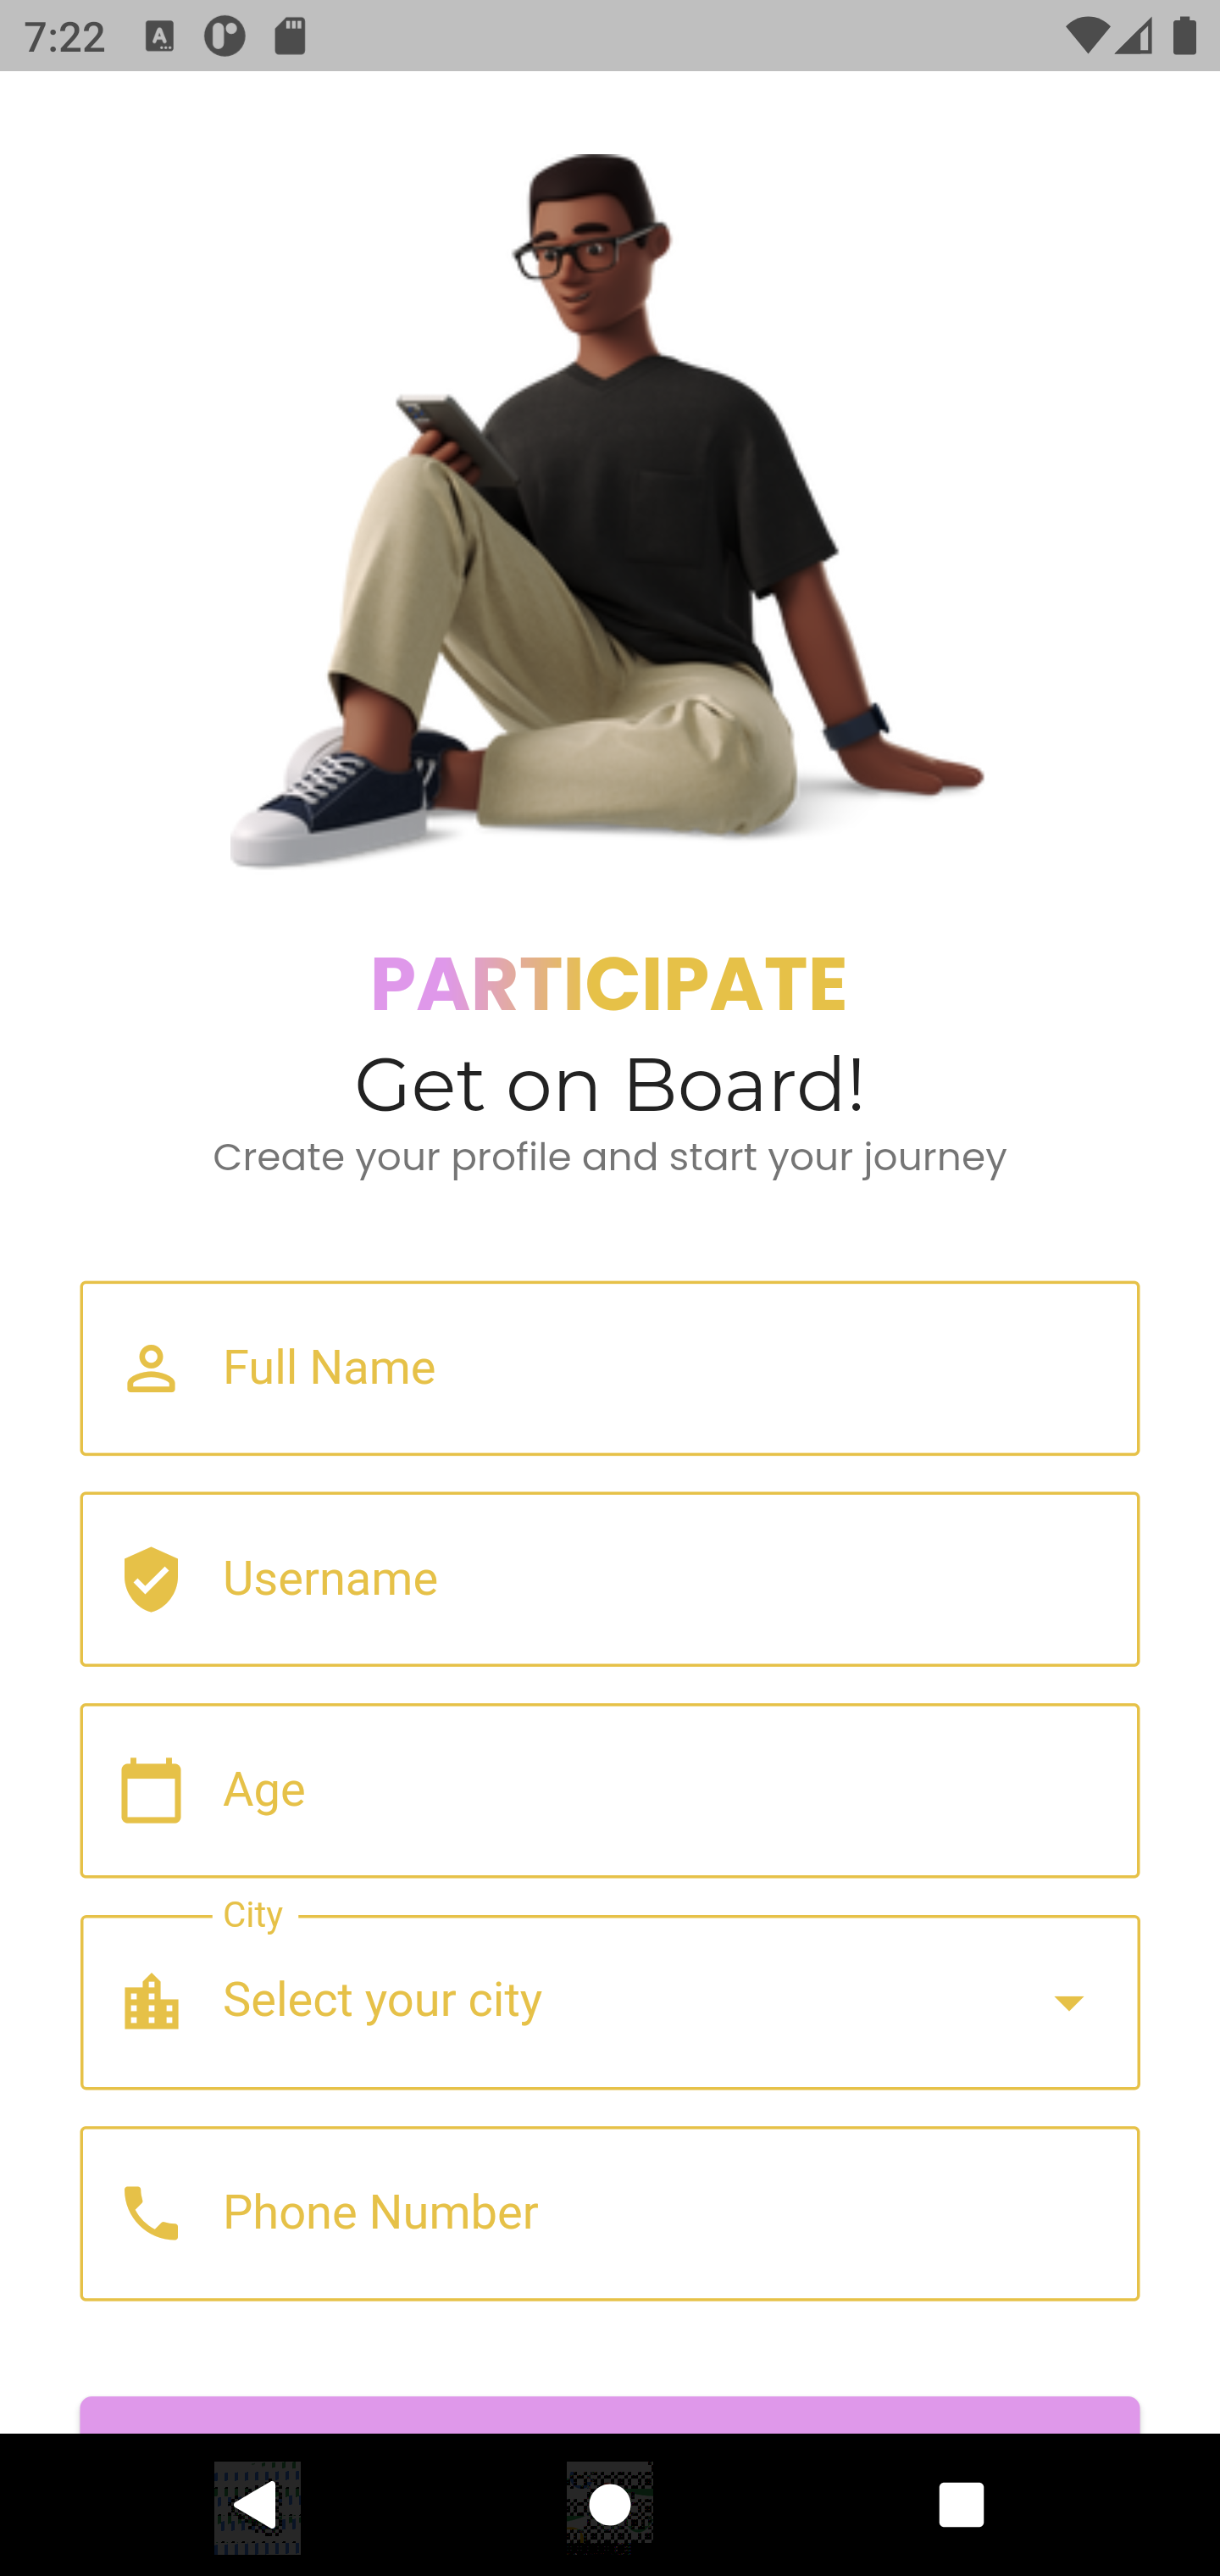 7:22
PARTICIPATE
Get on Board!
Create your profile and start your journey
Full Name
Username
Age
City
Select your city
Phone Number